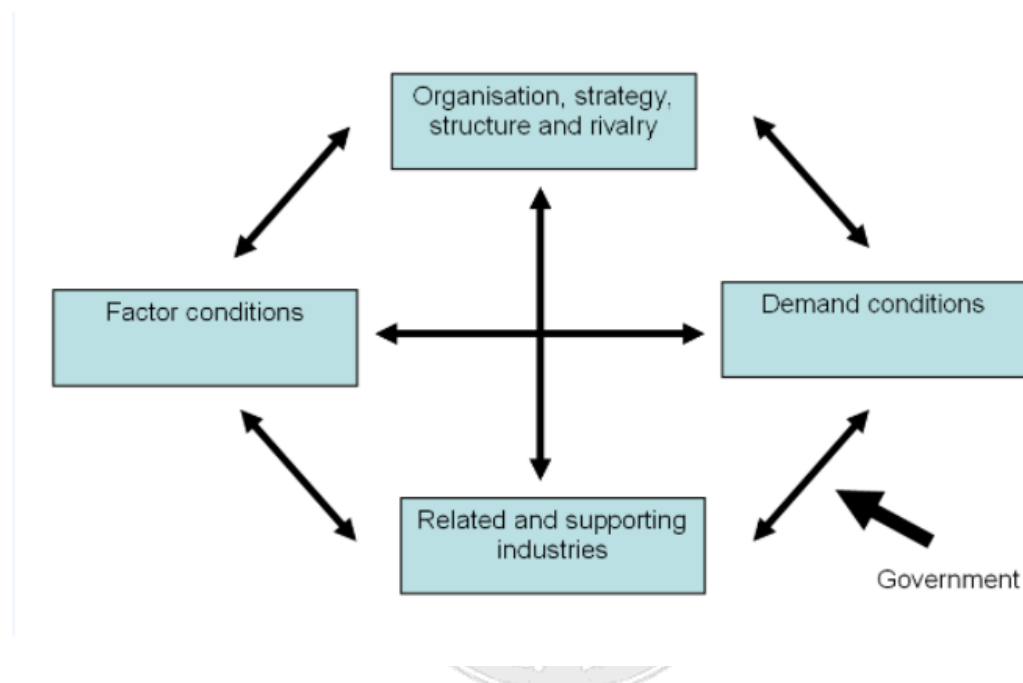 Organisation, strategy,
structure and rivalry
Factor conditions
Demand conditions
Related and supporting
industries
Government